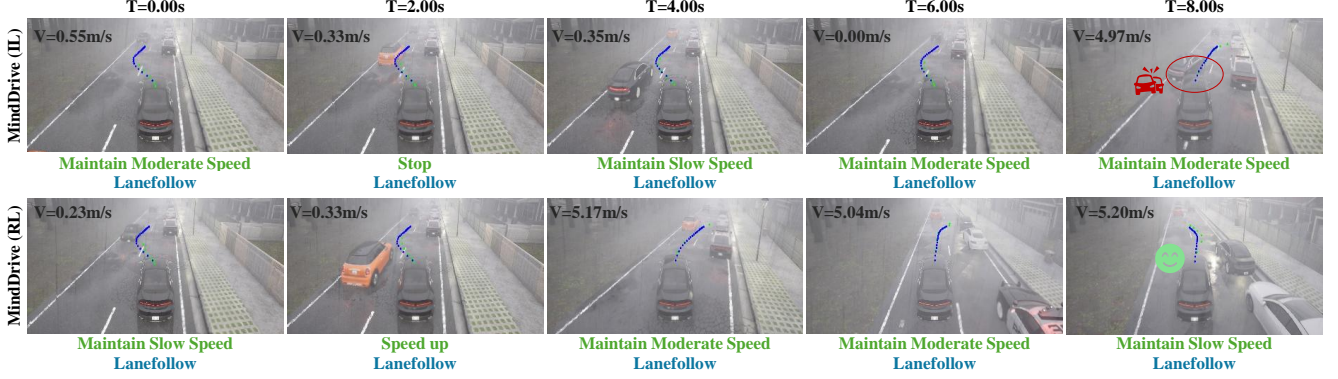 T=0.00s T=2.00s T=4.00s T=6.00s T=8.00s
MindDrive (IL)
V=0.55m/s V=0.33m/s V=0.35m/s V=0.00m/s V=4.97m/s
Maintain Moderate Speed Stop Maintain Slow Speed Maintain Moderate Speed Maintain Moderate Speed
Lanefollow Lanefollow Lanefollow Lanefollow Lanefollow
MindDrive (RL)
V=0.23m/s V=0.33m/s V=5.17m/s V=5.04m/s V=5.20m/s
Maintain Slow Speed Speed up Maintain Moderate Speed Maintain Moderate Speed Maintain Slow Speed
Lanefollow Lanefollow Lanefollow Lanefollow Lanefollow